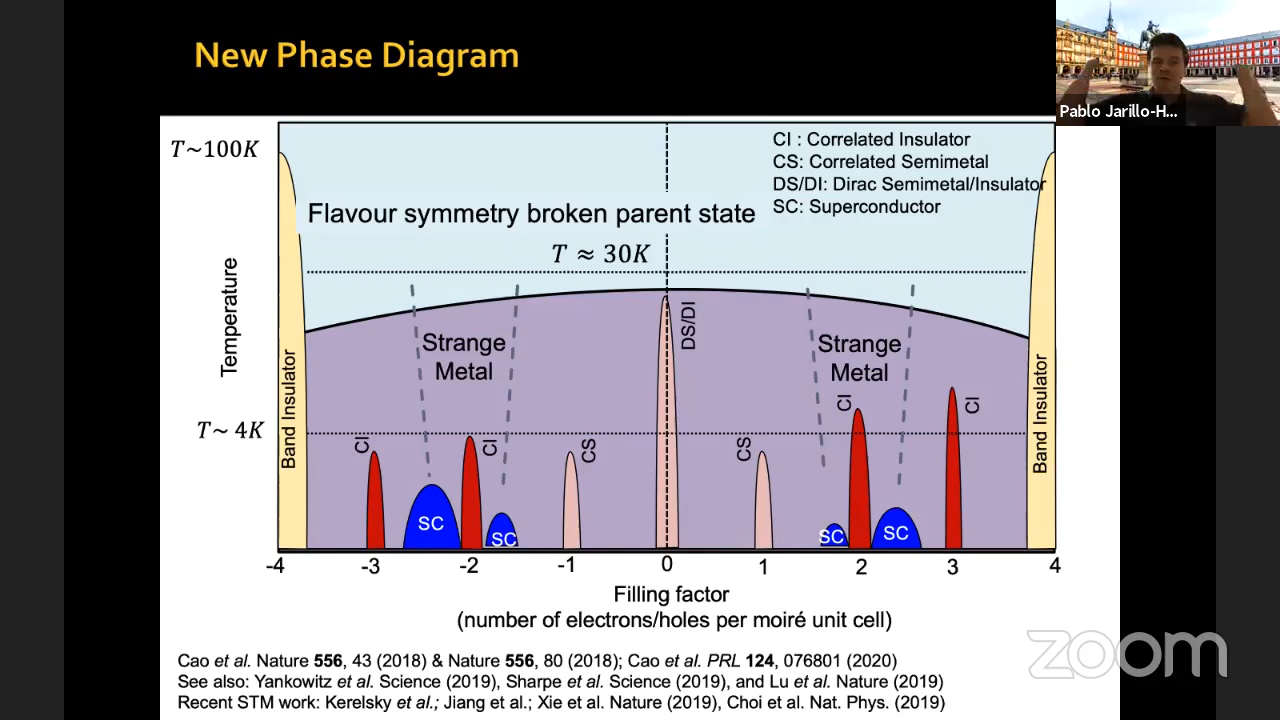 New Phase Diagram
Pablo Jarillo-H...
T~100K
CI : Correlated Insulator
CS: Correlated Semimetal
DS/DI: Dirac Semimetal/Insulator
SC: Superconductor
Flavour symmetry broken parent state
T ≈ 30K
Temperature
DS/DI
Strange
Metal
Strange
Metal
Band Insulator
Band Insulator
T~ 4K
CI
CI
CS
CS
CI
CI
SC
SC
SC
SC
-4 -3 -2 -1 0 1 2 3 4
Filling factor
(number of electrons/holes per moiré unit cell)
zoom
Cao et al. Nature 556, 43 (2018) & Nature 556, 80 (2018); Cao et al. PRL 124, 076801 (2020)
See also: Yankowitz et al. Science (2019), Sharpe et al. Science (2019), and Lu et al. Nature (2019)
Recent STM work: Kerelsky et al.; Jiang et al.; Xie et al. Nature (2019), Choi et al. Nat. Phys. (2019)